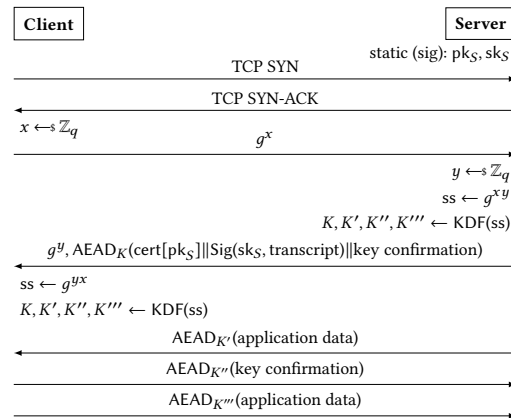 Client
Server
static (sig): pk_S, sk_S
TCP SYN
TCP SYN-ACK
x ←$ ℤ_q
g^x
y ←$ ℤ_q
ss ← g^{xy}
K, K′, K″, K‴ ← KDF(ss)
g^y, AEAD_K(cert[pk_S]‖Sig(sk_S, transcript)‖key confirmation)
ss ← g^{yx}
K, K′, K″, K‴ ← KDF(ss)
AEAD_{K′}(application data)
AEAD_{K″}(key confirmation)
AEAD_{K‴}(application data)